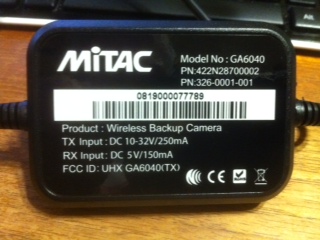 MiTAC
Model No : GA6040
PN:422N28700002
PN:326-0001-001
0819000077789
Product : Wireless Backup Camera
TX Input : DC 10-32V/250mA
RX Input : DC 5V/150mA
FCC ID : UHX GA6040(TX)
CE